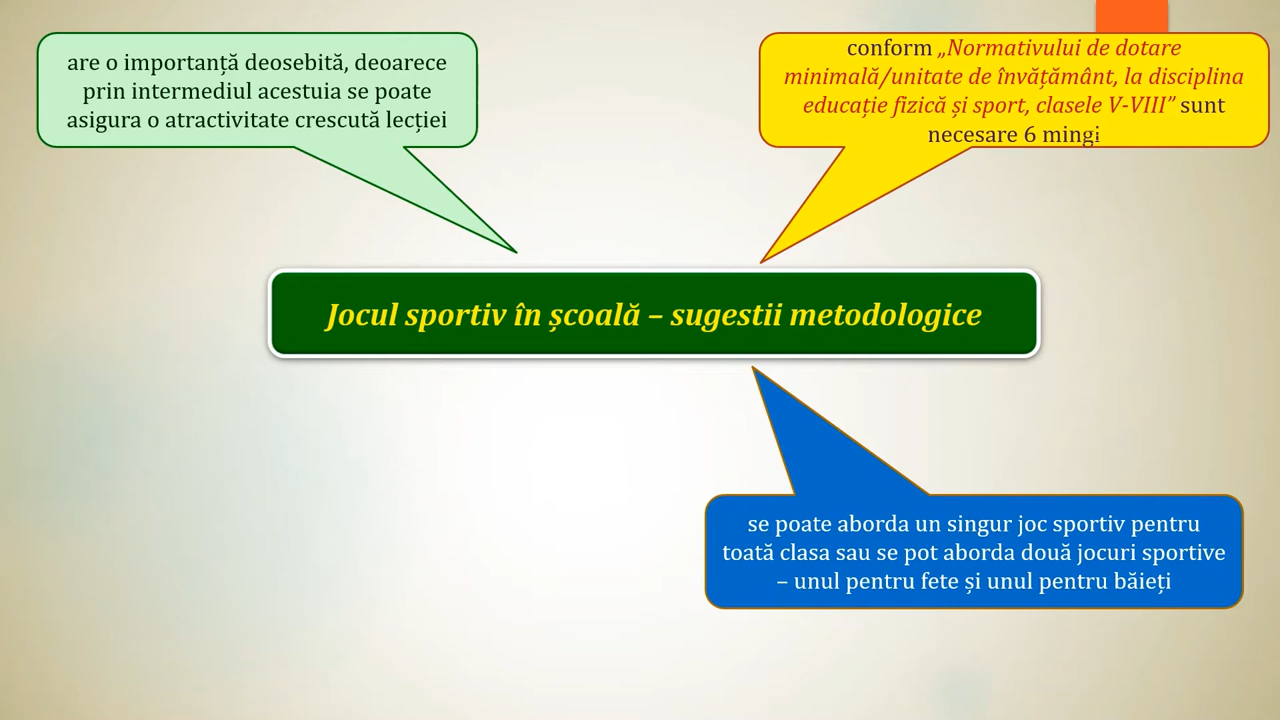 are o importanță deosebită, deoarece
prin intermediul acestuia se poate
asigura o atractivitate crescută lecției
conform „Normativului de dotare
minimală/unitate de învățământ, la disciplina
educație fizică și sport, clasele V-VIII” sunt
necesare 6 mingi
Jocul sportiv în școală – sugestii metodologice
se poate aborda un singur joc sportiv pentru
toată clasa sau se pot aborda două jocuri sportive
– unul pentru fete și unul pentru băieți